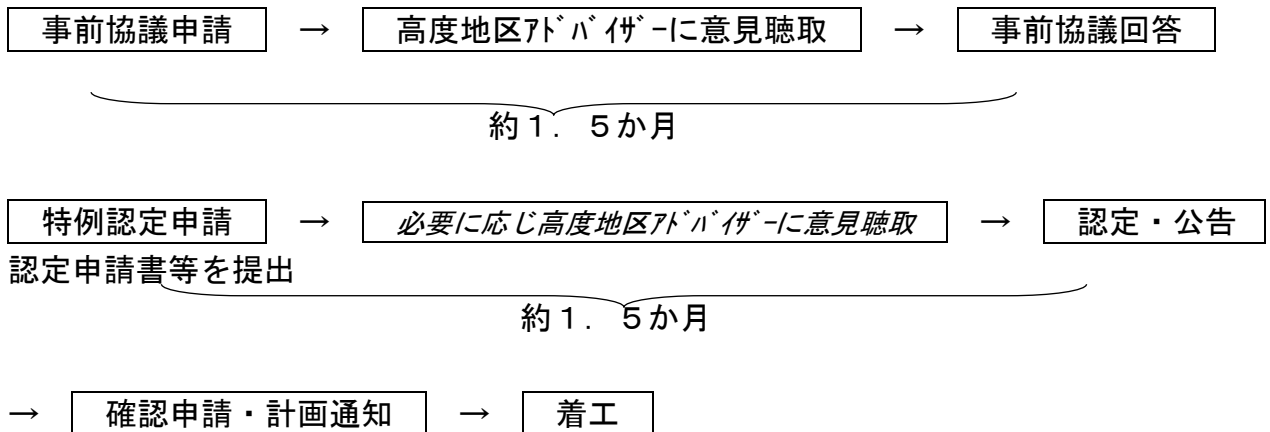 事前協議申請 → 高度地区ｱﾄﾞﾊﾞｲｻﾞｰに意見聴取 → 事前協議回答
約１．５か月
特例認定申請 → 必要に応じ高度地区ｱﾄﾞﾊﾞｲｻﾞｰに意見聴取 → 認定・公告
認定申請書等を提出
約１．５か月
→ 確認申請・計画通知 → 着工